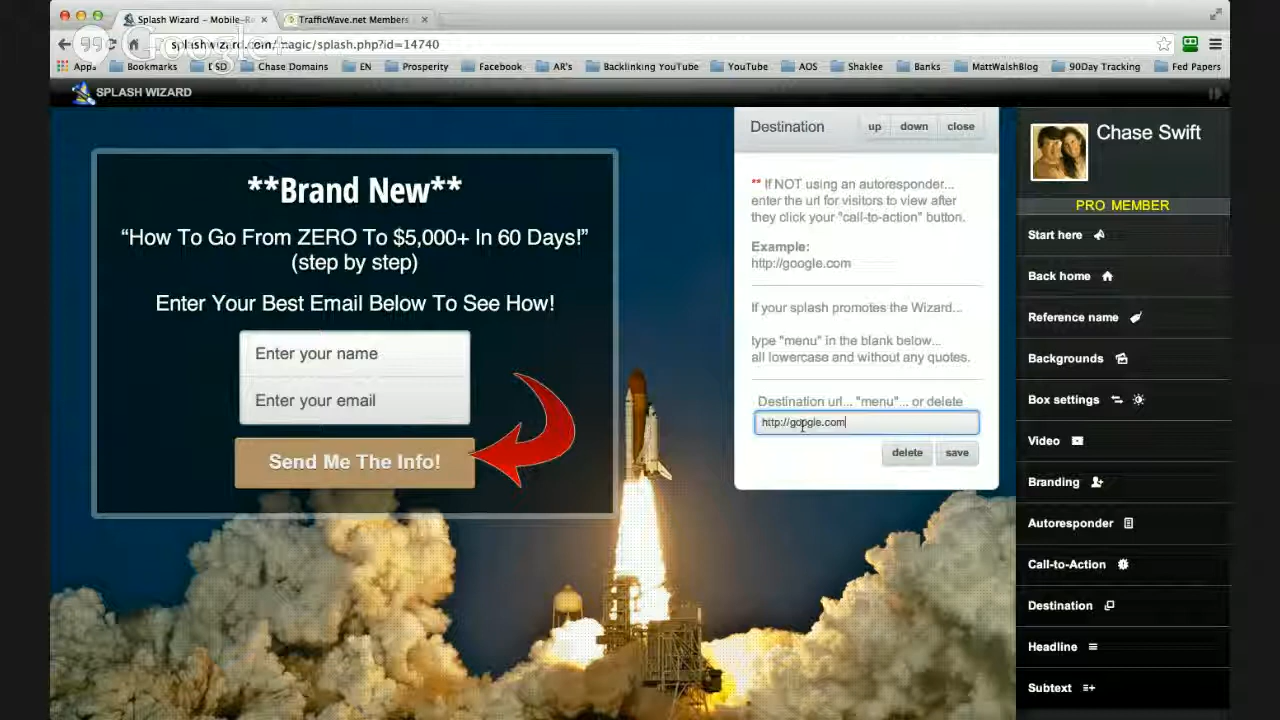 Splash Wizard – Mobile-Re
TrafficWave.net Members
Google+
splashwizard.com/magic/splash.php?id=14740
Apps
Bookmarks
SD
Chase Domains
EN
Prosperity
Facebook
AR's
Backlinking YouTube
YouTube
AOS
Shaklee
Banks
MattWalshBlog
90Day Tracking
Fed Papers
SPLASH WIZARD
**Brand New**
“How To Go From ZERO To $5,000+ In 60 Days!”
(step by step)
Enter Your Best Email Below To See How!
Enter your name
Enter your email
Send Me The Info!
Destination
up
down
close
** If NOT using an autoresponder...
enter the url for visitors to view after
they click your "call-to-action" button.
Example:
http://google.com
If your splash promotes the Wizard...
type "menu" in the blank below...
all lowercase and without any quotes.
Destination url... "menu"... or delete
http://google.com
delete
save
Chase Swift
PRO MEMBER
Start here
Back home
Reference name
Backgrounds
Box settings
Video
Branding
Autoresponder
Call-to-Action
Destination
Headline
Subtext